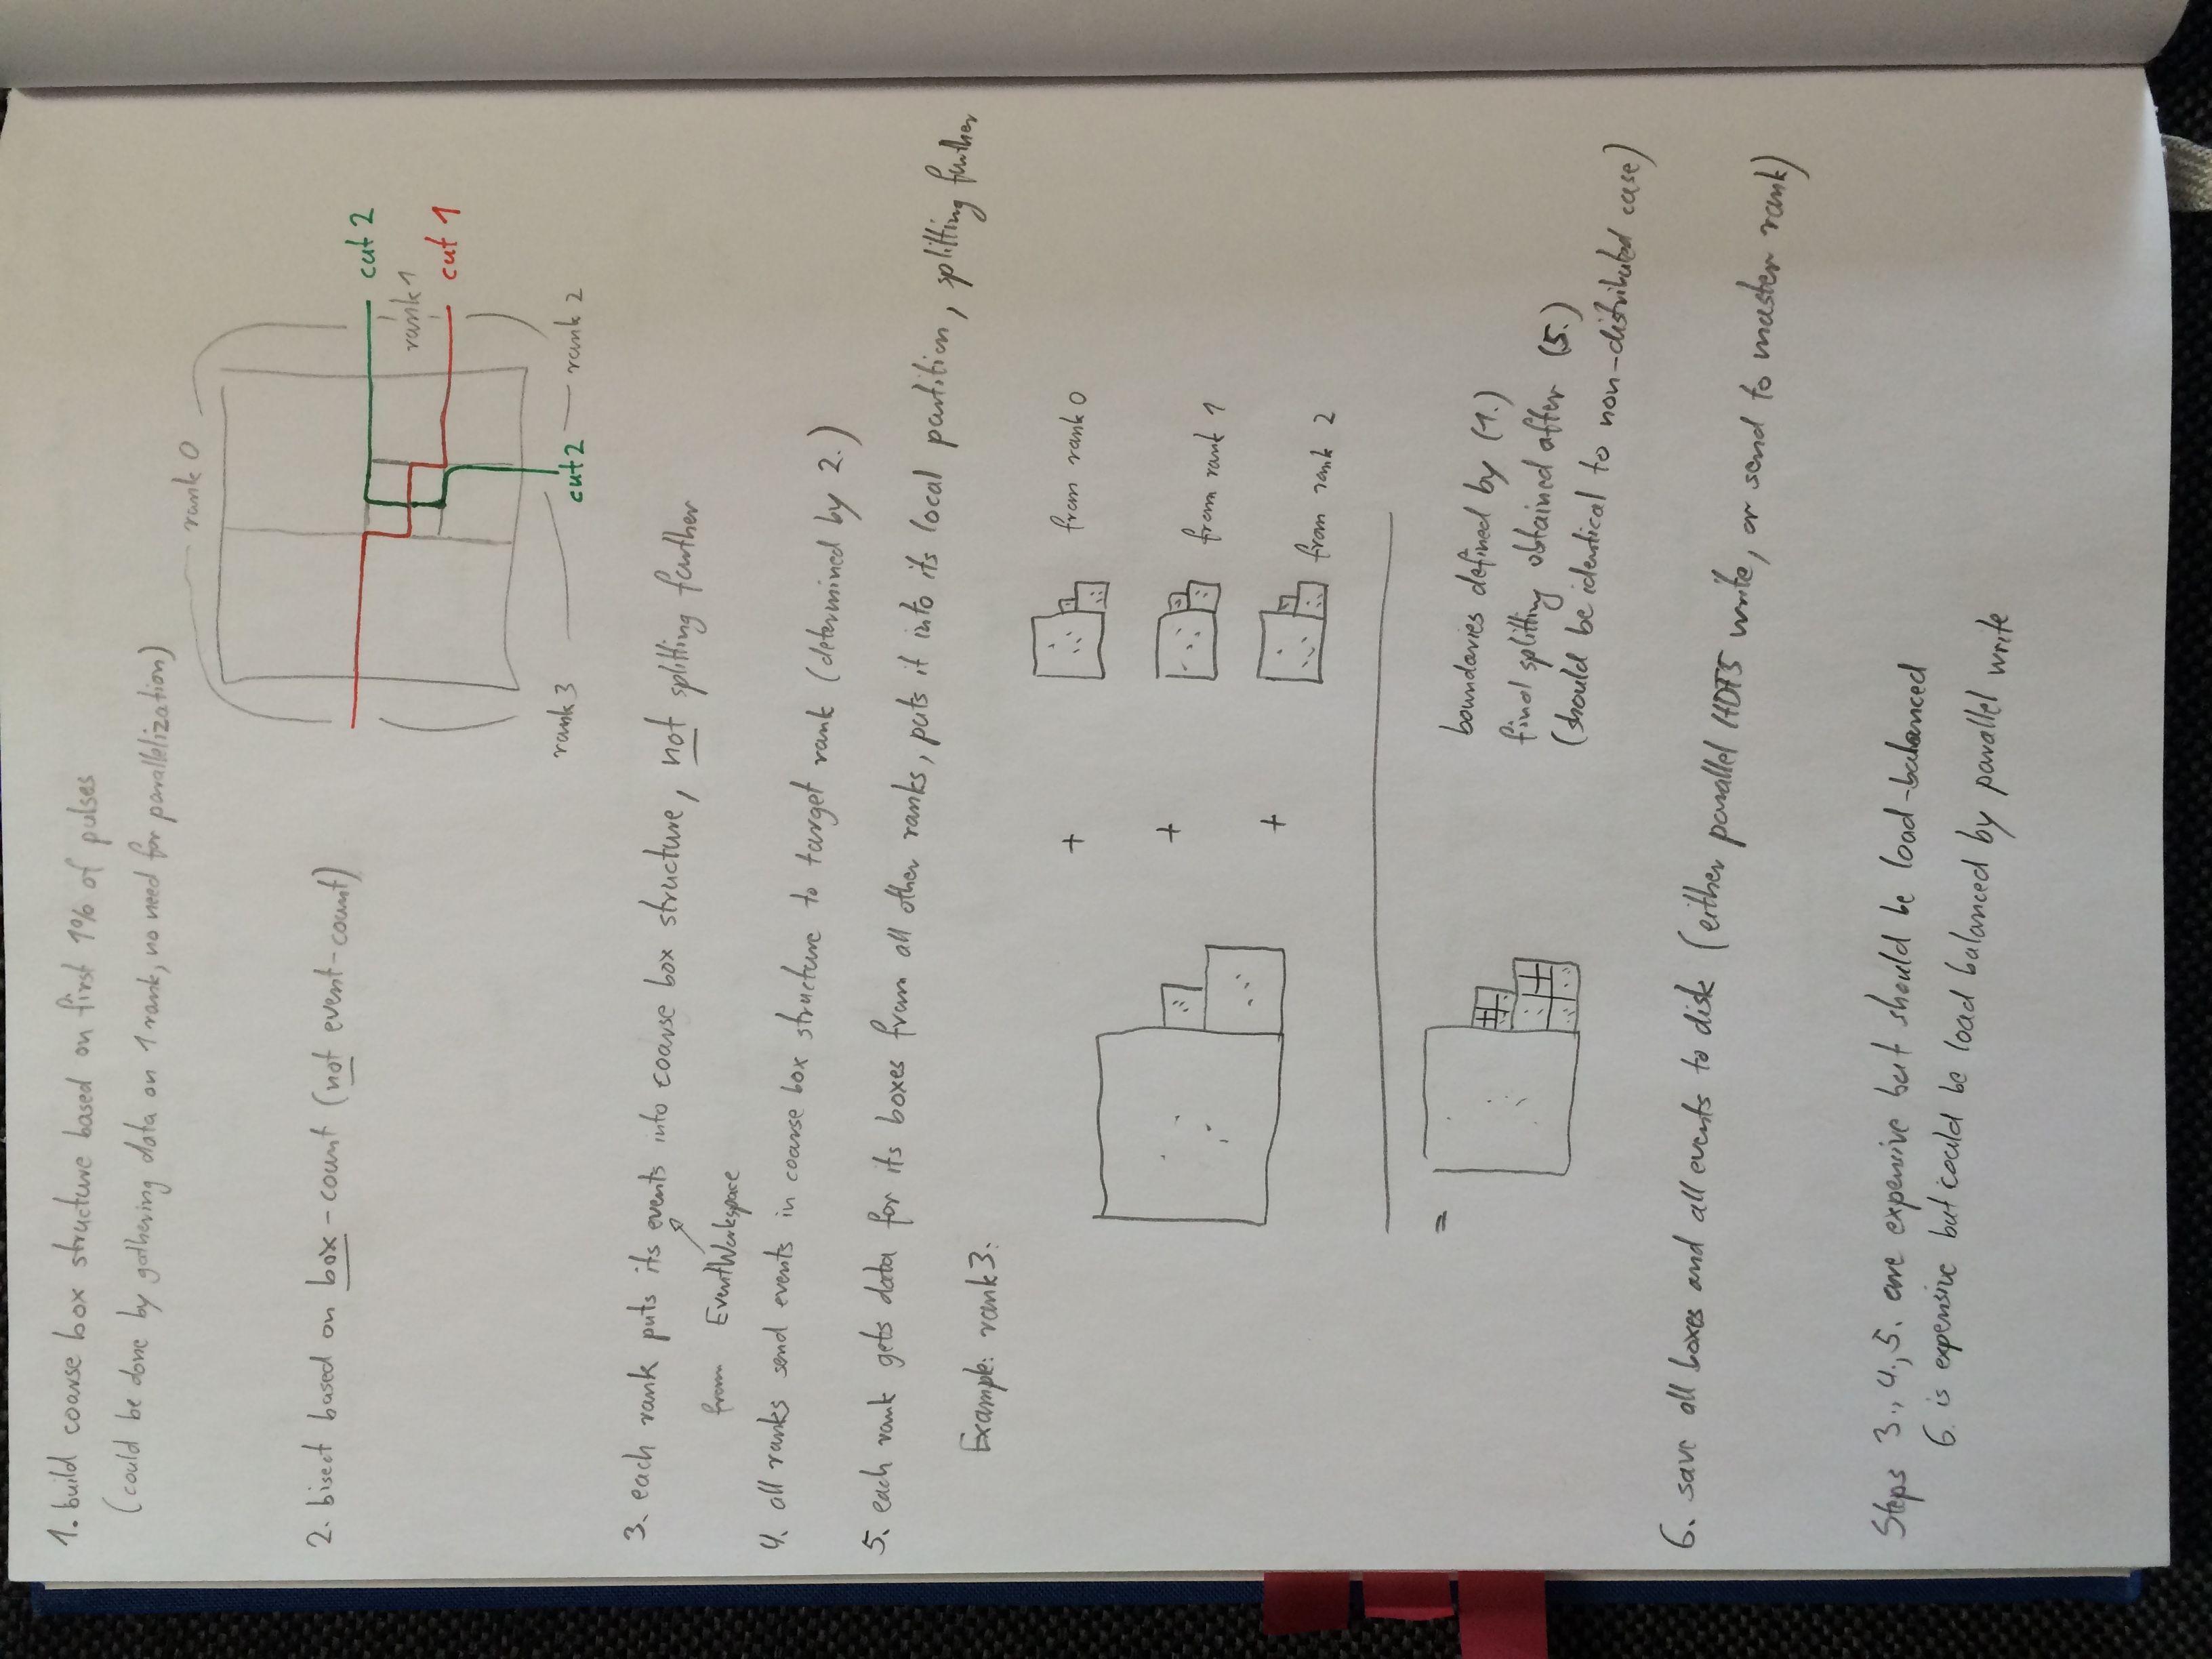 1. build coarse box structure based on first 1% of pulses
(could be done by gathering data on 1 rank, no need for parallelization)
rank 0
2. bisect based on box-count (not event-count)
cut 2
rank 1
cut 1
rank 3
cut 2
rank 2
3. each rank puts its events into coarse box structure, not splitting further
from EventWorkspace
4. all ranks send events in coarse box structure to target rank (determined by 2.)
5. each rank gets data for its boxes from all other ranks, puts it into its local partition, splitting further
Example: rank 3:
+
from rank 0
+
from rank 1
+
from rank 2
=
boundaries defined by (1.)
final splitting obtained after (5.)
(should be identical to non-distributed case)
6. save all boxes and all events to disk (either parallel HDF5 write, or send to master rank)
Steps 3., 4., 5. are expensive but should be load-balanced
6. is expensive but could be load balanced by parallel write